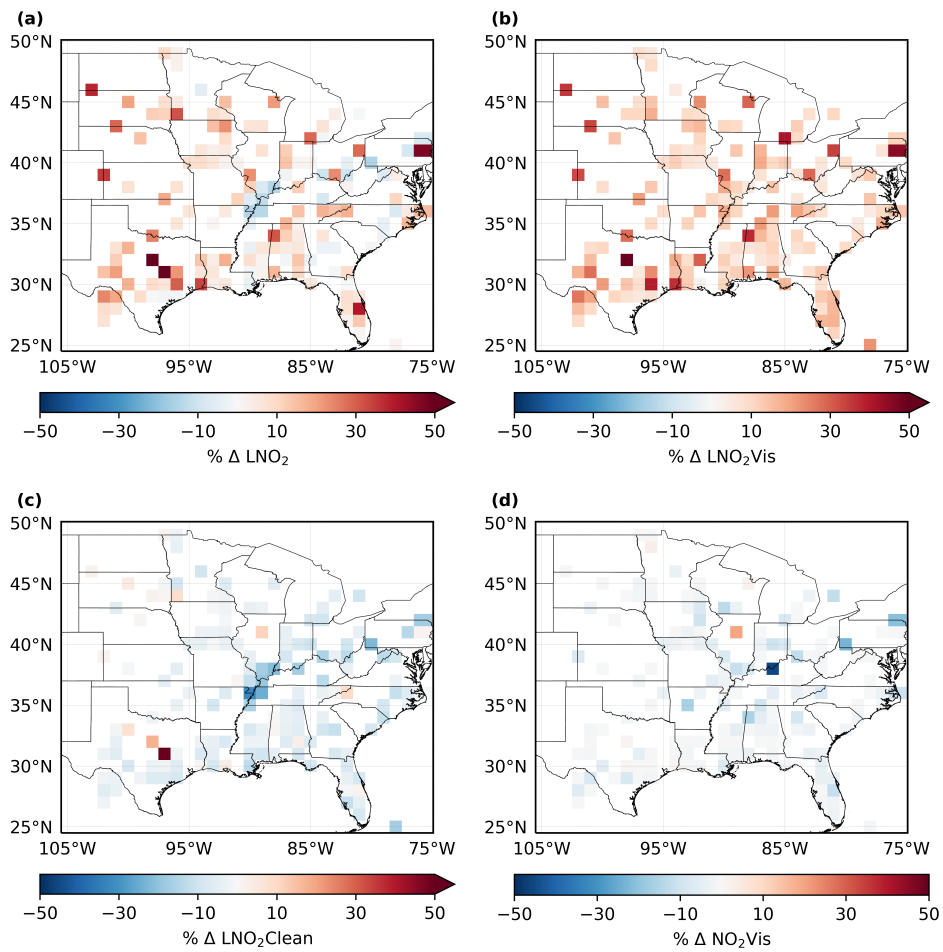 (a)
(b)
50°N
45°N
40°N
35°N
30°N
25°N
105°W 95°W 85°W 75°W
50°N
45°N
40°N
35°N
30°N
25°N
105°W 95°W 85°W 75°W
−50 −30 −10 10 30 50
% Δ LNO₂
−50 −30 −10 10 30 50
% Δ LNO₂Vis
(c)
(d)
50°N
45°N
40°N
35°N
30°N
25°N
105°W 95°W 85°W 75°W
50°N
45°N
40°N
35°N
30°N
25°N
105°W 95°W 85°W 75°W
−50 −30 −10 10 30 50
% Δ LNO₂Clean
−50 −30 −10 10 30 50
% Δ NO₂Vis